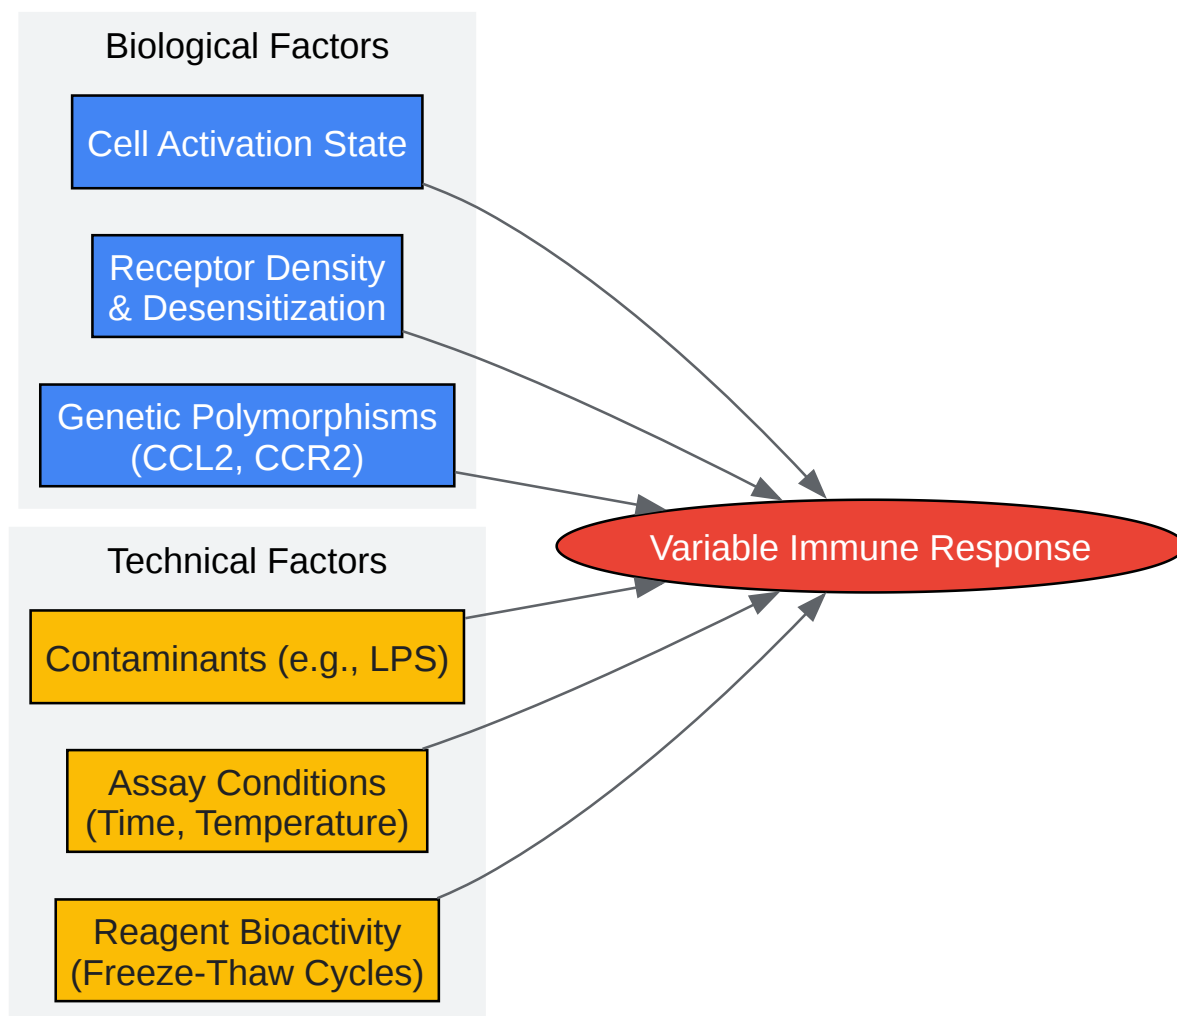 Biological Factors
Cell Activation State
Receptor Density
& Desensitization
Genetic Polymorphisms
(CCL2, CCR2)
Variable Immune Response
Technical Factors
Contaminants (e.g., LPS)
Assay Conditions
(Time, Temperature)
Reagent Bioactivity
(Freeze-Thaw Cycles)